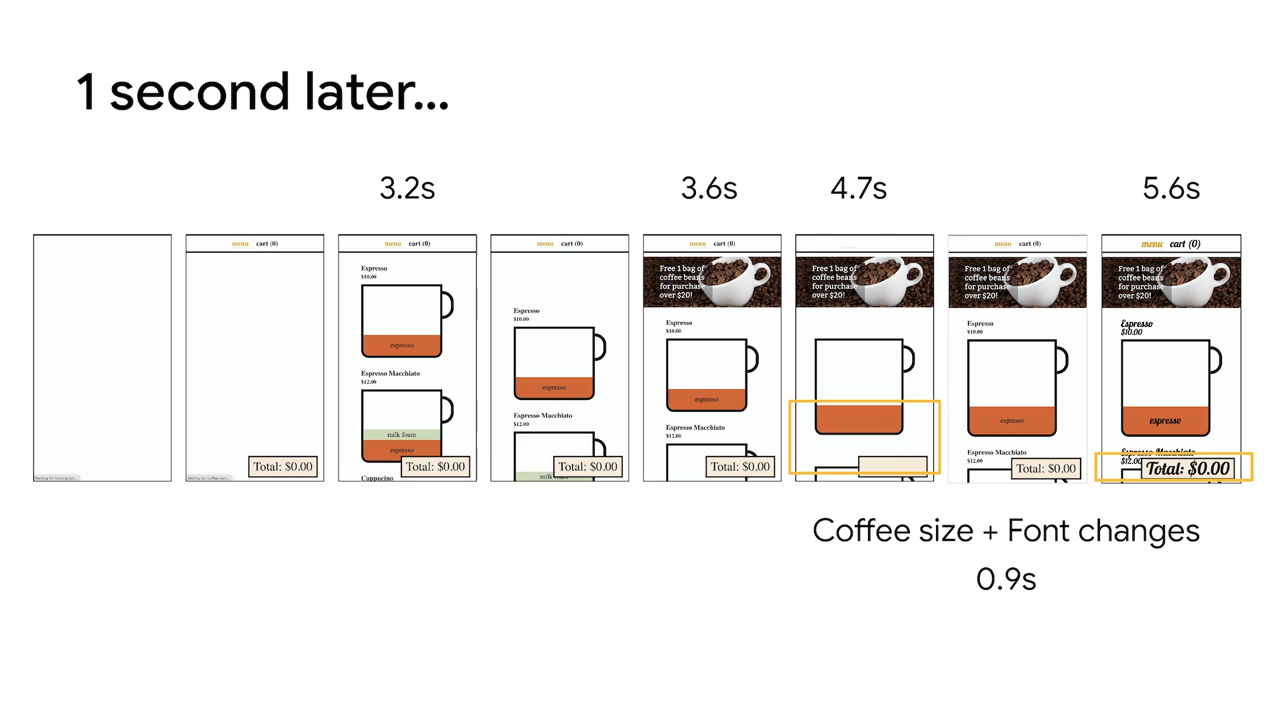 1 second later...
3.2s
3.6s
4.7s
5.6s
menu cart (0)
Total: $0.00
menu cart (0)
Espresso
$10.00
espresso
Espresso Macchiato
$12.00
milk foam
espresso
Cappucino
Total: $0.00
menu cart (0)
Espresso
$10.00
espresso
Espresso Macchiato
$12.00
Total: $0.00
menu cart (0)
Free 1 bag of
coffee beans
for purchase
over $20!
Espresso
$10.00
espresso
Espresso Macchiato
$12.00
Total: $0.00
Free 1 bag of
coffee beans
for purchase
over $20!
menu cart (0)
Free 1 bag of
coffee beans
for purchase
over $20!
Espresso
$10.00
espresso
Total: $0.00
menu cart (0)
Free 1 bag of
coffee beans
for purchase
over $20!
Espresso
$10.00
espresso
Espresso Macchiato
$12.00
Total: $0.00
Coffee size + Font changes
0.9s